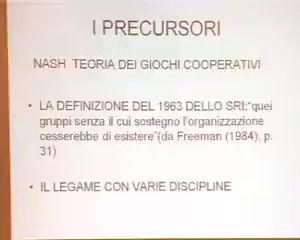 I PRECURSORI
NASH TEORIA DEI GIOCHI COOPERATIVI
• LA DEFINIZIONE DEL 1963 DELLO SRI:“quei
gruppi senza il cui sostegno l'organizzazione
cesserebbe di esistere”(da Freeman (1984), p.
31)
• IL LEGAME CON VARIE DISCIPLINE